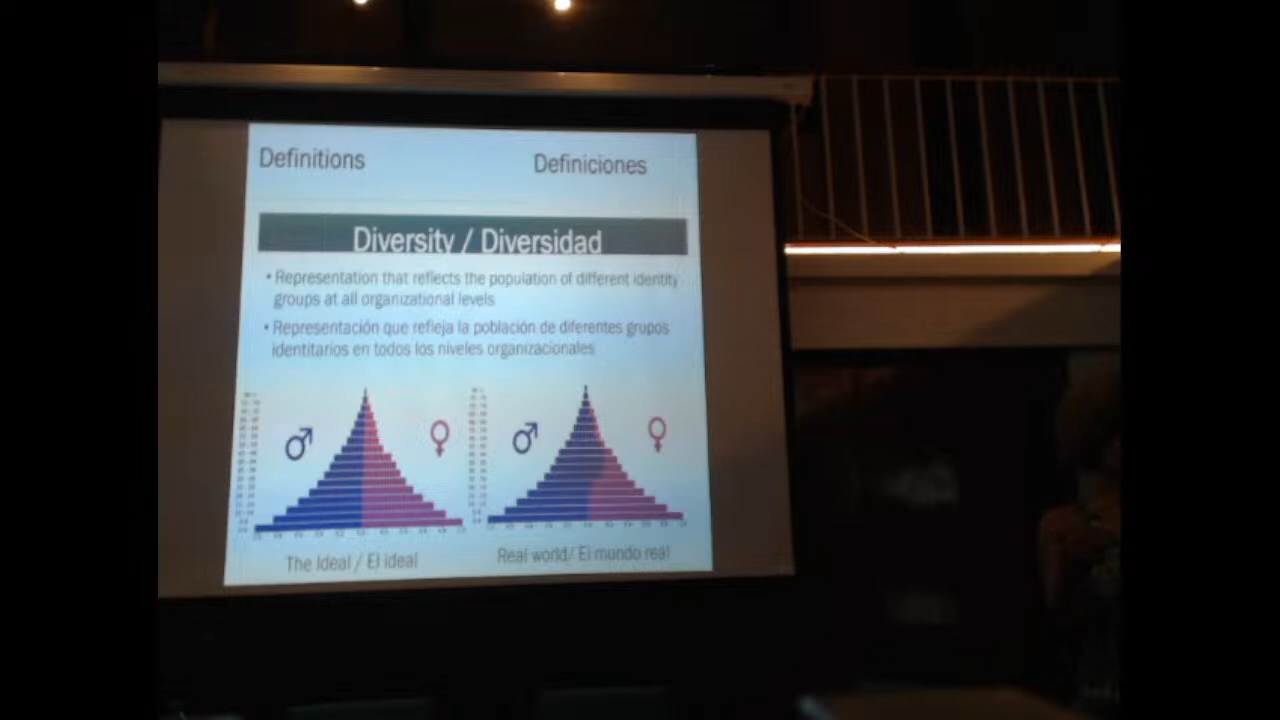 Definitions
Definiciones
Diversity / Diversidad
• Representation that reflects the population of different identity
groups at all organizational levels
• Representación que refleja la población de diferentes grupos
identitarios en todos los niveles organizacionales
The Ideal / El ideal
Real world/ El mundo real